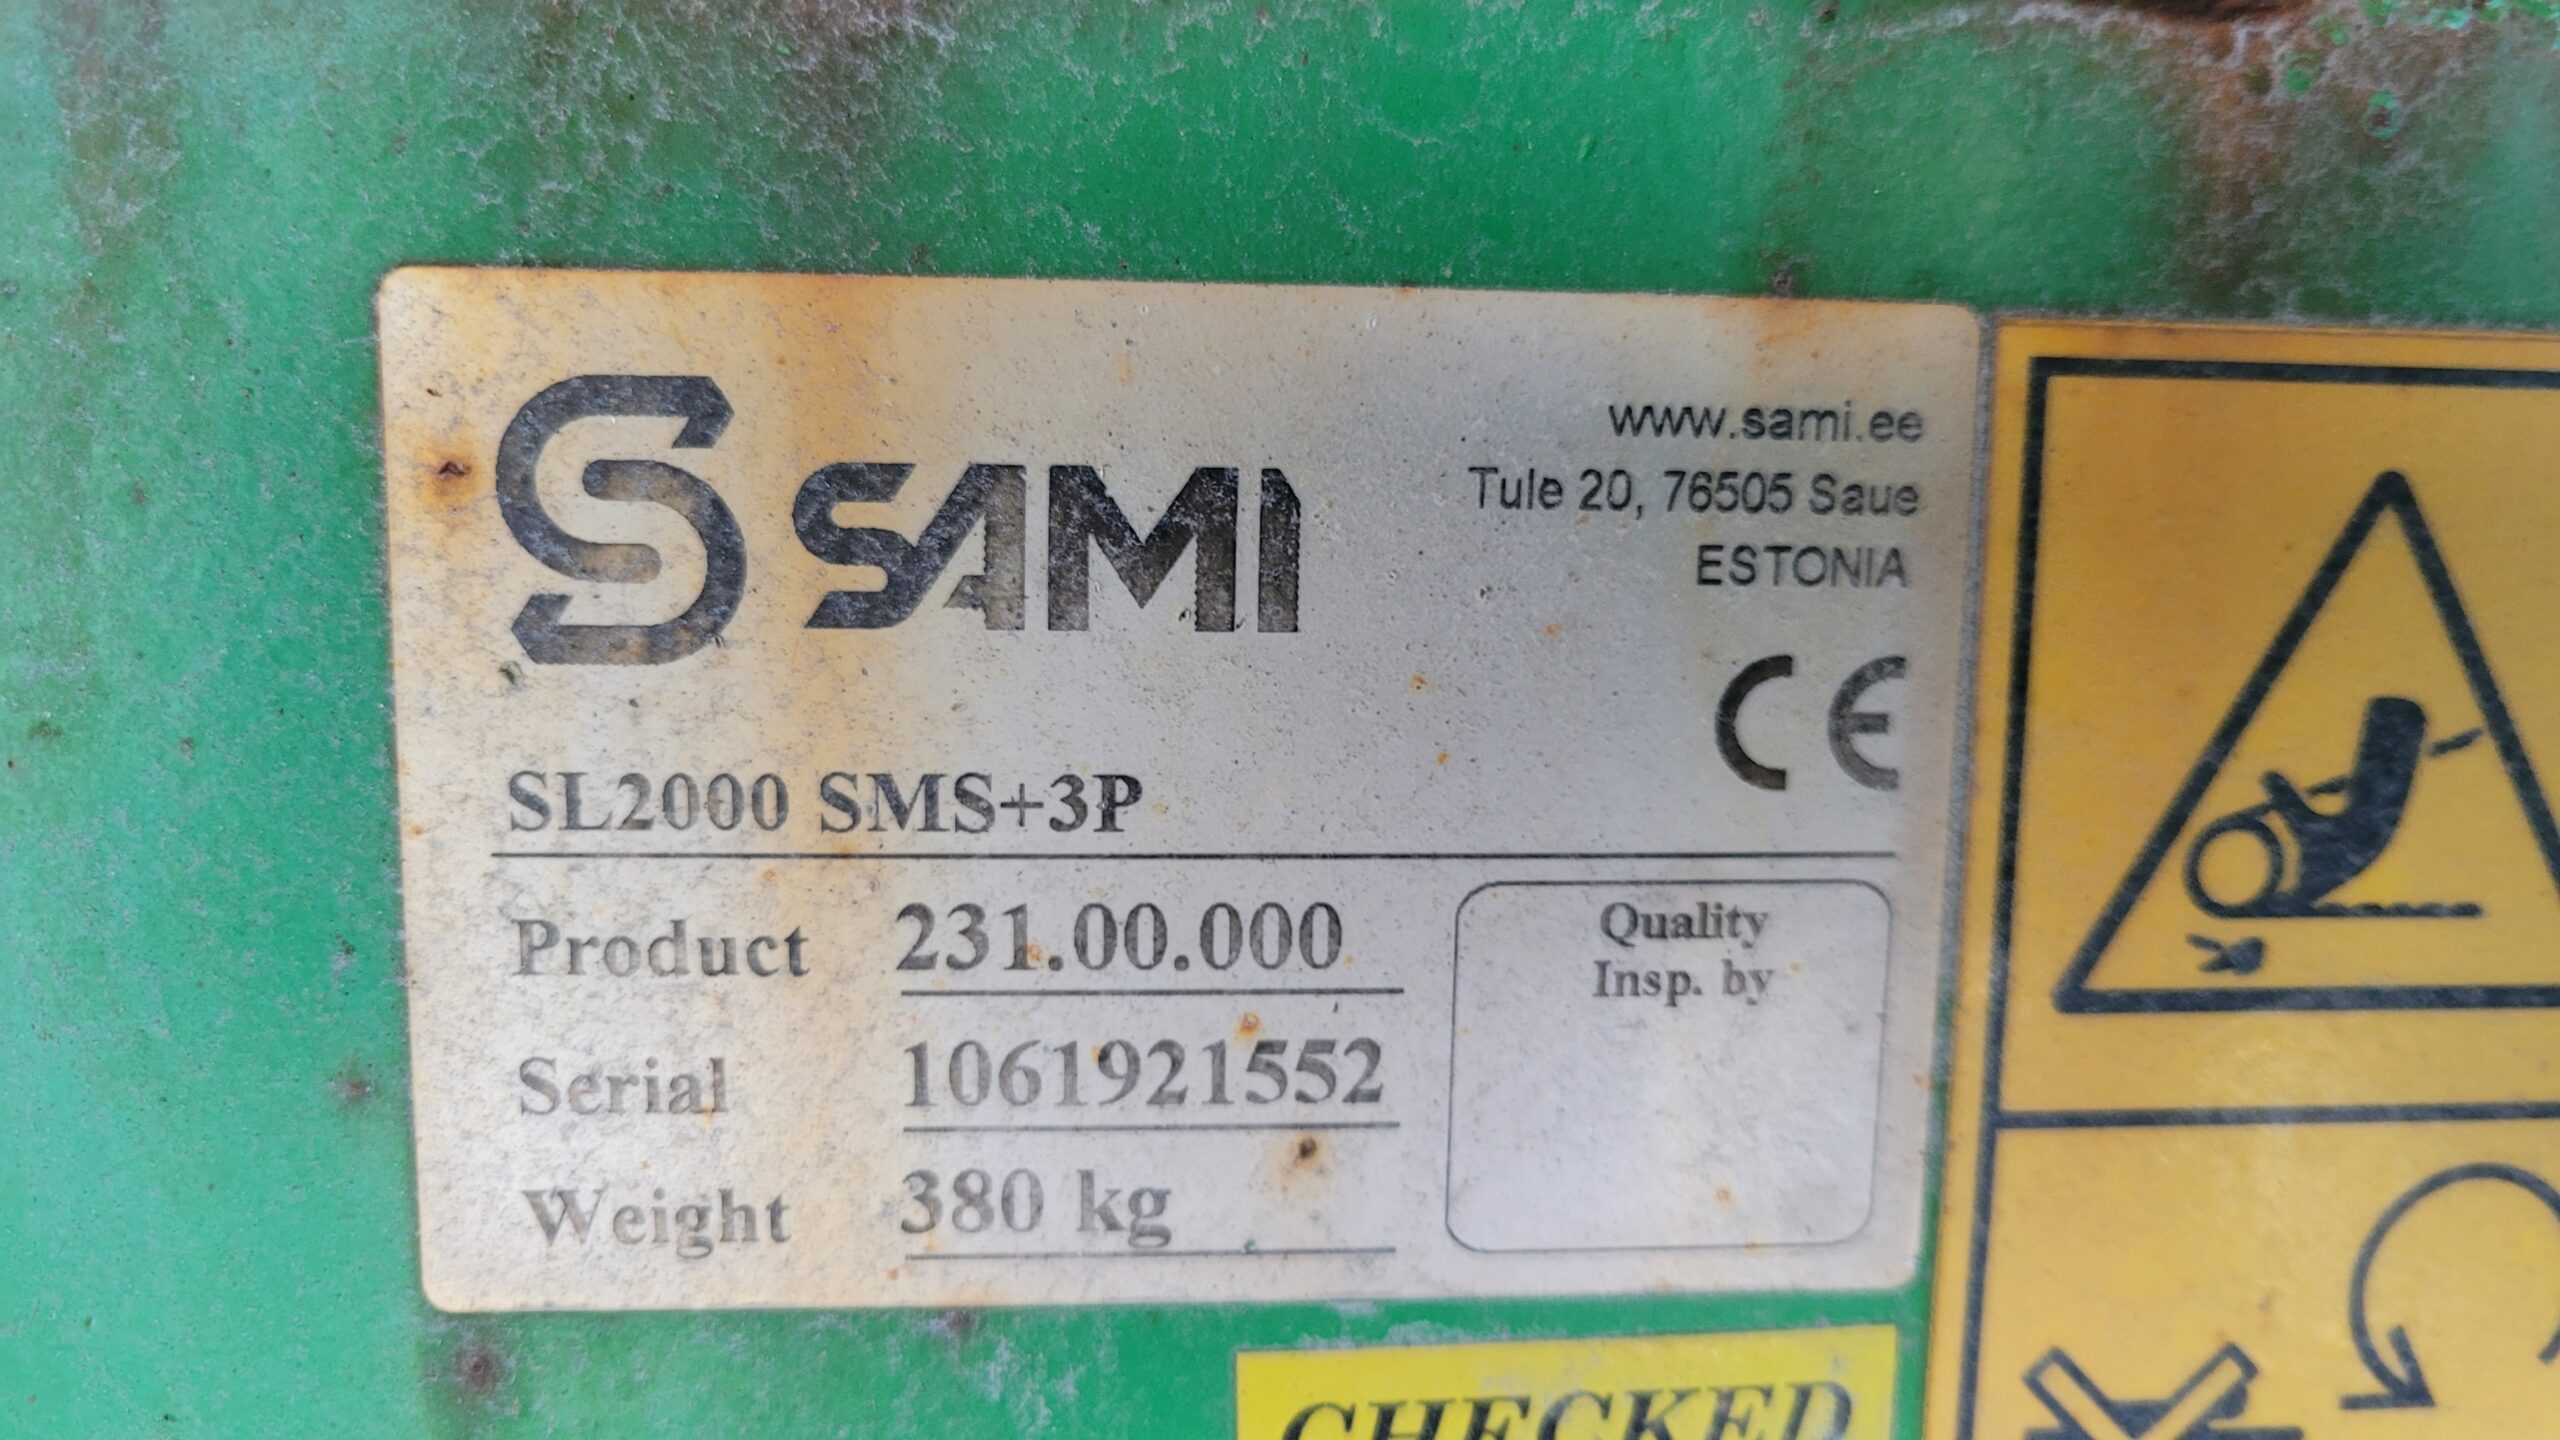 SAMI
www.sami.ee
Tule 20, 76505 Saue
ESTONIA
CE
SL2000 SMS+3P
Product 231.00.000
Serial 1061921552
Weight 380 kg
Quality
Insp. by
CHECKED